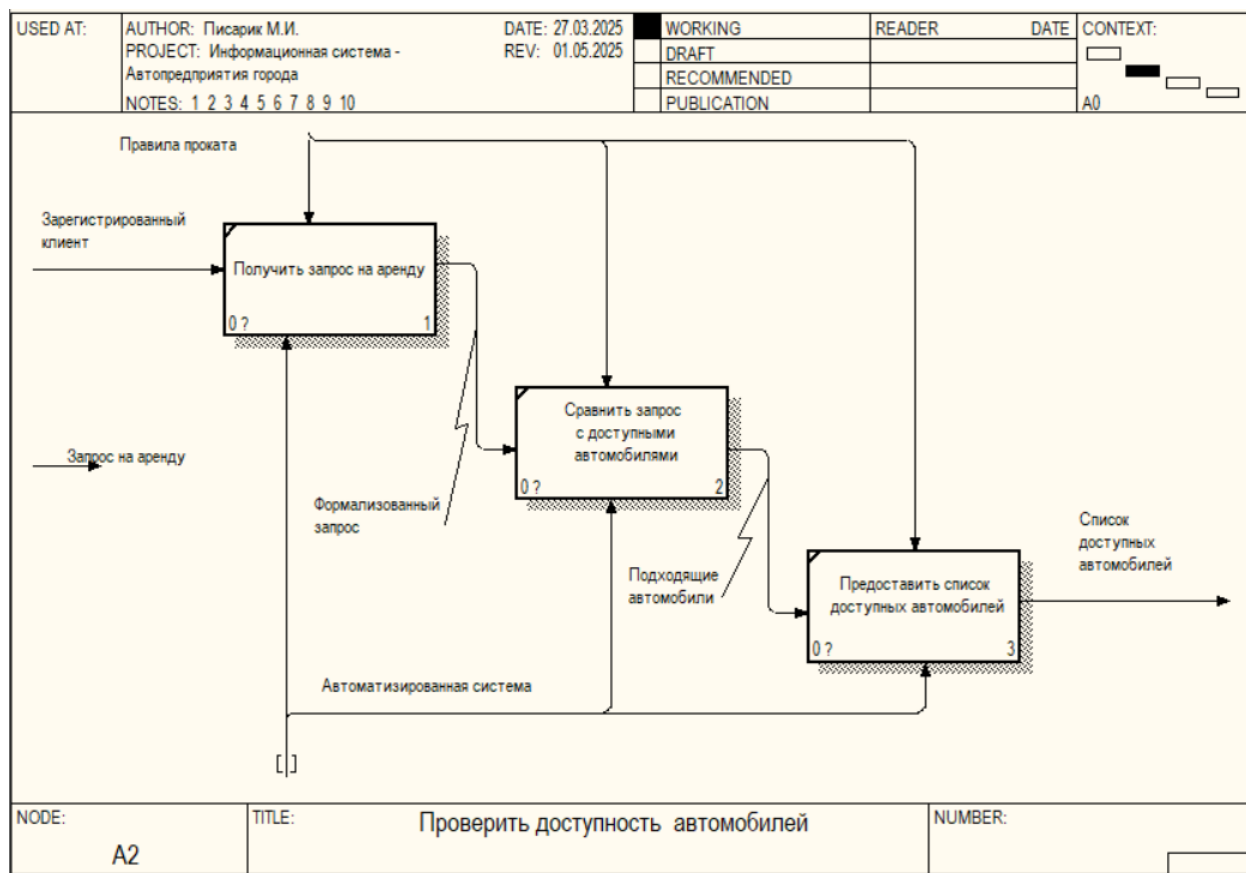 USED AT:
AUTHOR: Писарик М.И.
DATE: 27.03.2025
PROJECT: Информационная система -
REV: 01.05.2025
Автопредприятия города
NOTES: 1 2 3 4 5 6 7 8 9 10
WORKING
DRAFT
RECOMMENDED
PUBLICATION
READER DATE
CONTEXT:
A0
Правила проката
Зарегистрированный
клиент
Получить запрос на аренду
0 ? 1
Сравнить запрос
с доступными
автомобилями
0 ? 2
Запрос на аренду
Формализованный
запрос
Подходящие
автомобили
Список
доступных
автомобилей
Предоставить список
доступных автомобилей
0 ? 3
Автоматизированная система
NODE:
A2
TITLE:
Проверить доступность автомобилей
NUMBER: